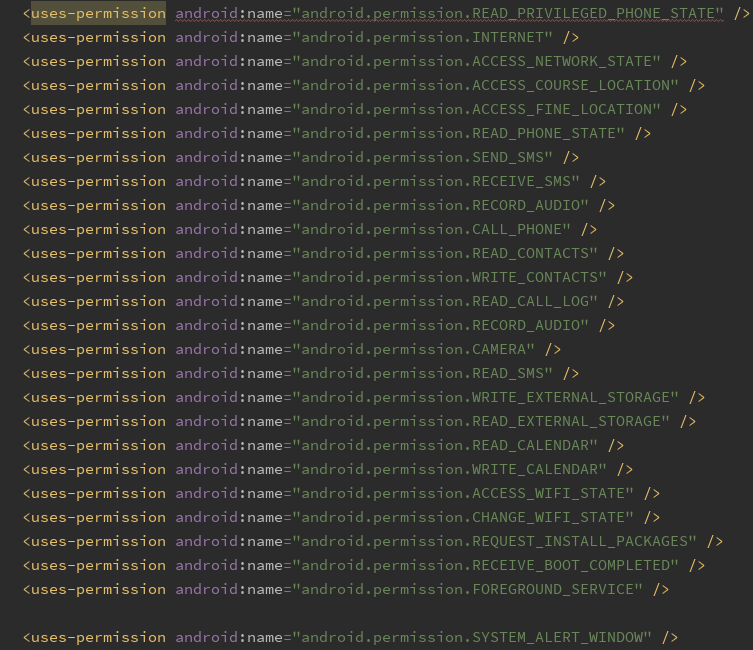 <uses-permission android:name="android.permission.READ_PRIVILEGED_PHONE_STATE" />
<uses-permission android:name="android.permission.INTERNET" />
<uses-permission android:name="android.permission.ACCESS_NETWORK_STATE" />
<uses-permission android:name="android.permission.ACCESS_COURSE_LOCATION" />
<uses-permission android:name="android.permission.ACCESS_FINE_LOCATION" />
<uses-permission android:name="android.permission.READ_PHONE_STATE" />
<uses-permission android:name="android.permission.SEND_SMS" />
<uses-permission android:name="android.permission.RECEIVE_SMS" />
<uses-permission android:name="android.permission.RECORD_AUDIO" />
<uses-permission android:name="android.permission.CALL_PHONE" />
<uses-permission android:name="android.permission.READ_CONTACTS" />
<uses-permission android:name="android.permission.WRITE_CONTACTS" />
<uses-permission android:name="android.permission.READ_CALL_LOG" />
<uses-permission android:name="android.permission.RECORD_AUDIO" />
<uses-permission android:name="android.permission.CAMERA" />
<uses-permission android:name="android.permission.READ_SMS" />
<uses-permission android:name="android.permission.WRITE_EXTERNAL_STORAGE" />
<uses-permission android:name="android.permission.READ_EXTERNAL_STORAGE" />
<uses-permission android:name="android.permission.READ_CALENDAR" />
<uses-permission android:name="android.permission.WRITE_CALENDAR" />
<uses-permission android:name="android.permission.ACCESS_WIFI_STATE" />
<uses-permission android:name="android.permission.CHANGE_WIFI_STATE" />
<uses-permission android:name="android.permission.REQUEST_INSTALL_PACKAGES" />
<uses-permission android:name="android.permission.RECEIVE_BOOT_COMPLETED" />
<uses-permission android:name="android.permission.FOREGROUND_SERVICE" />
<uses-permission android:name="android.permission.SYSTEM_ALERT_WINDOW" />